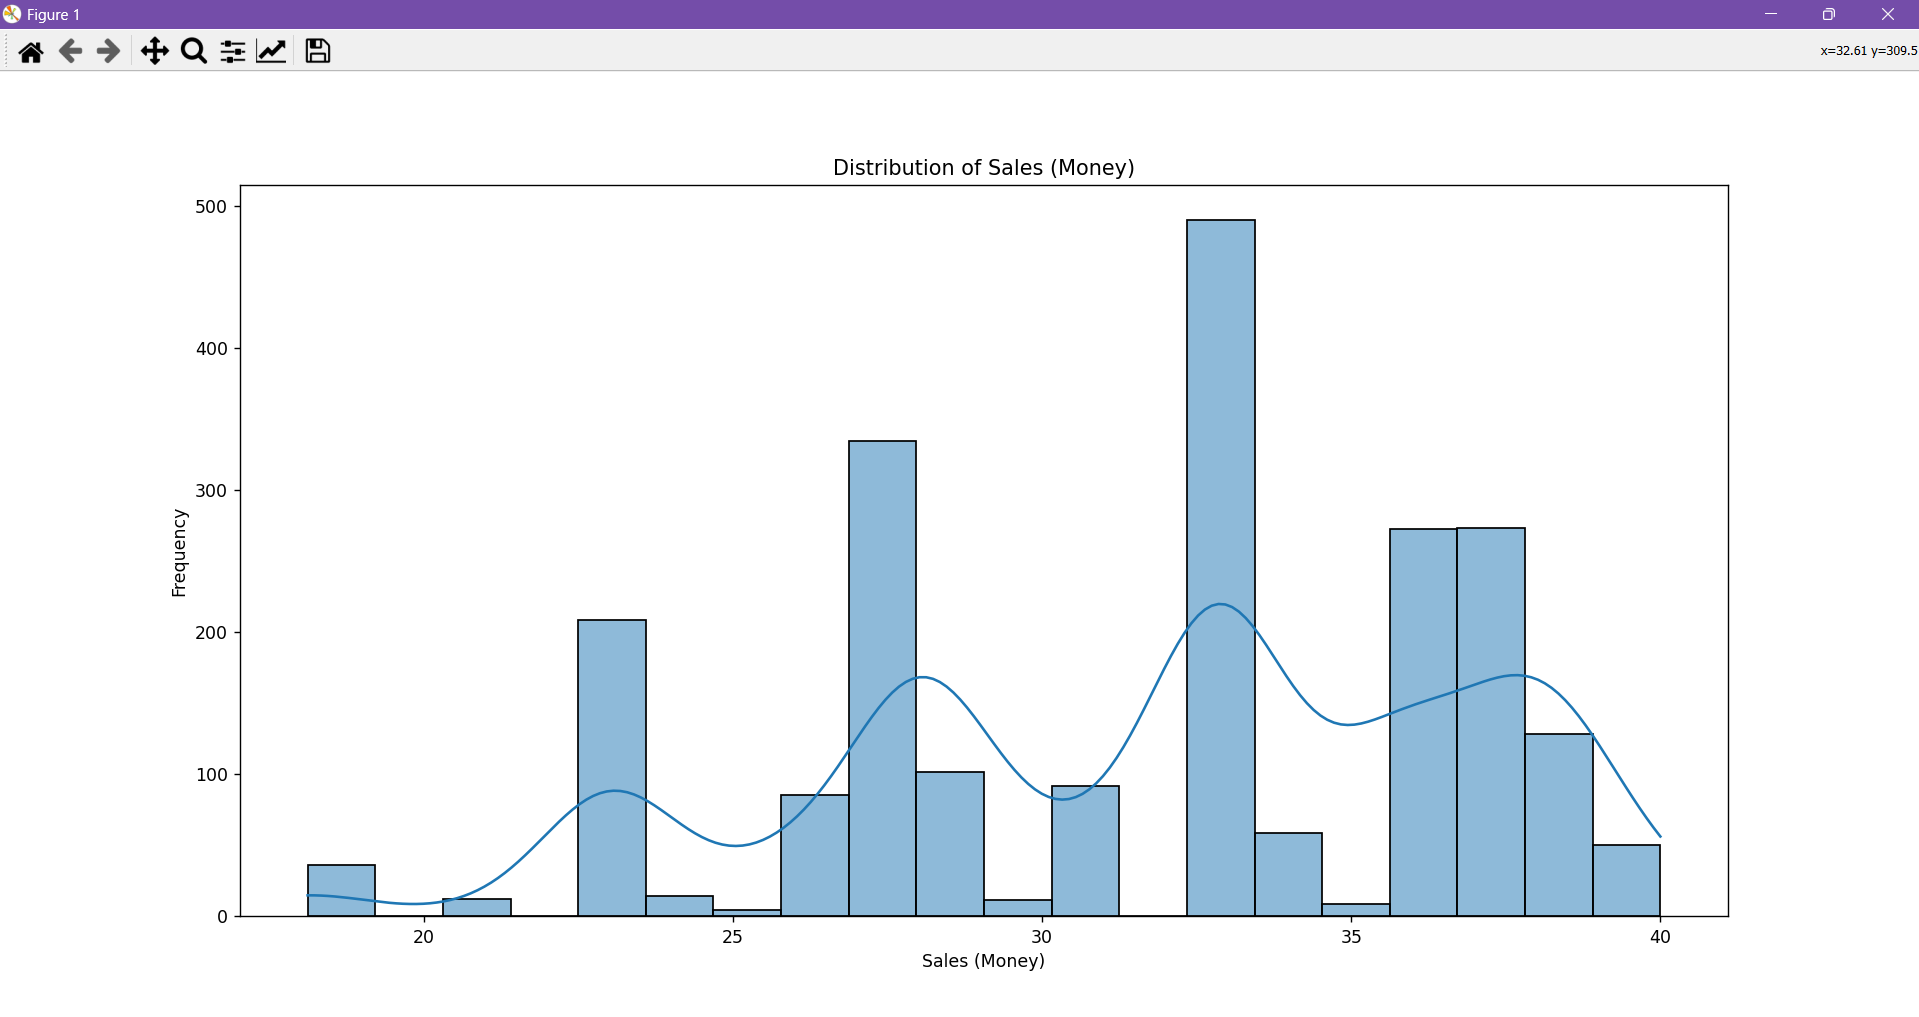 Figure 1
x=32.61 y=309.5
Distribution of Sales (Money)
500
400
300
200
100
0
Frequency
20 25 30 35 40
Sales (Money)